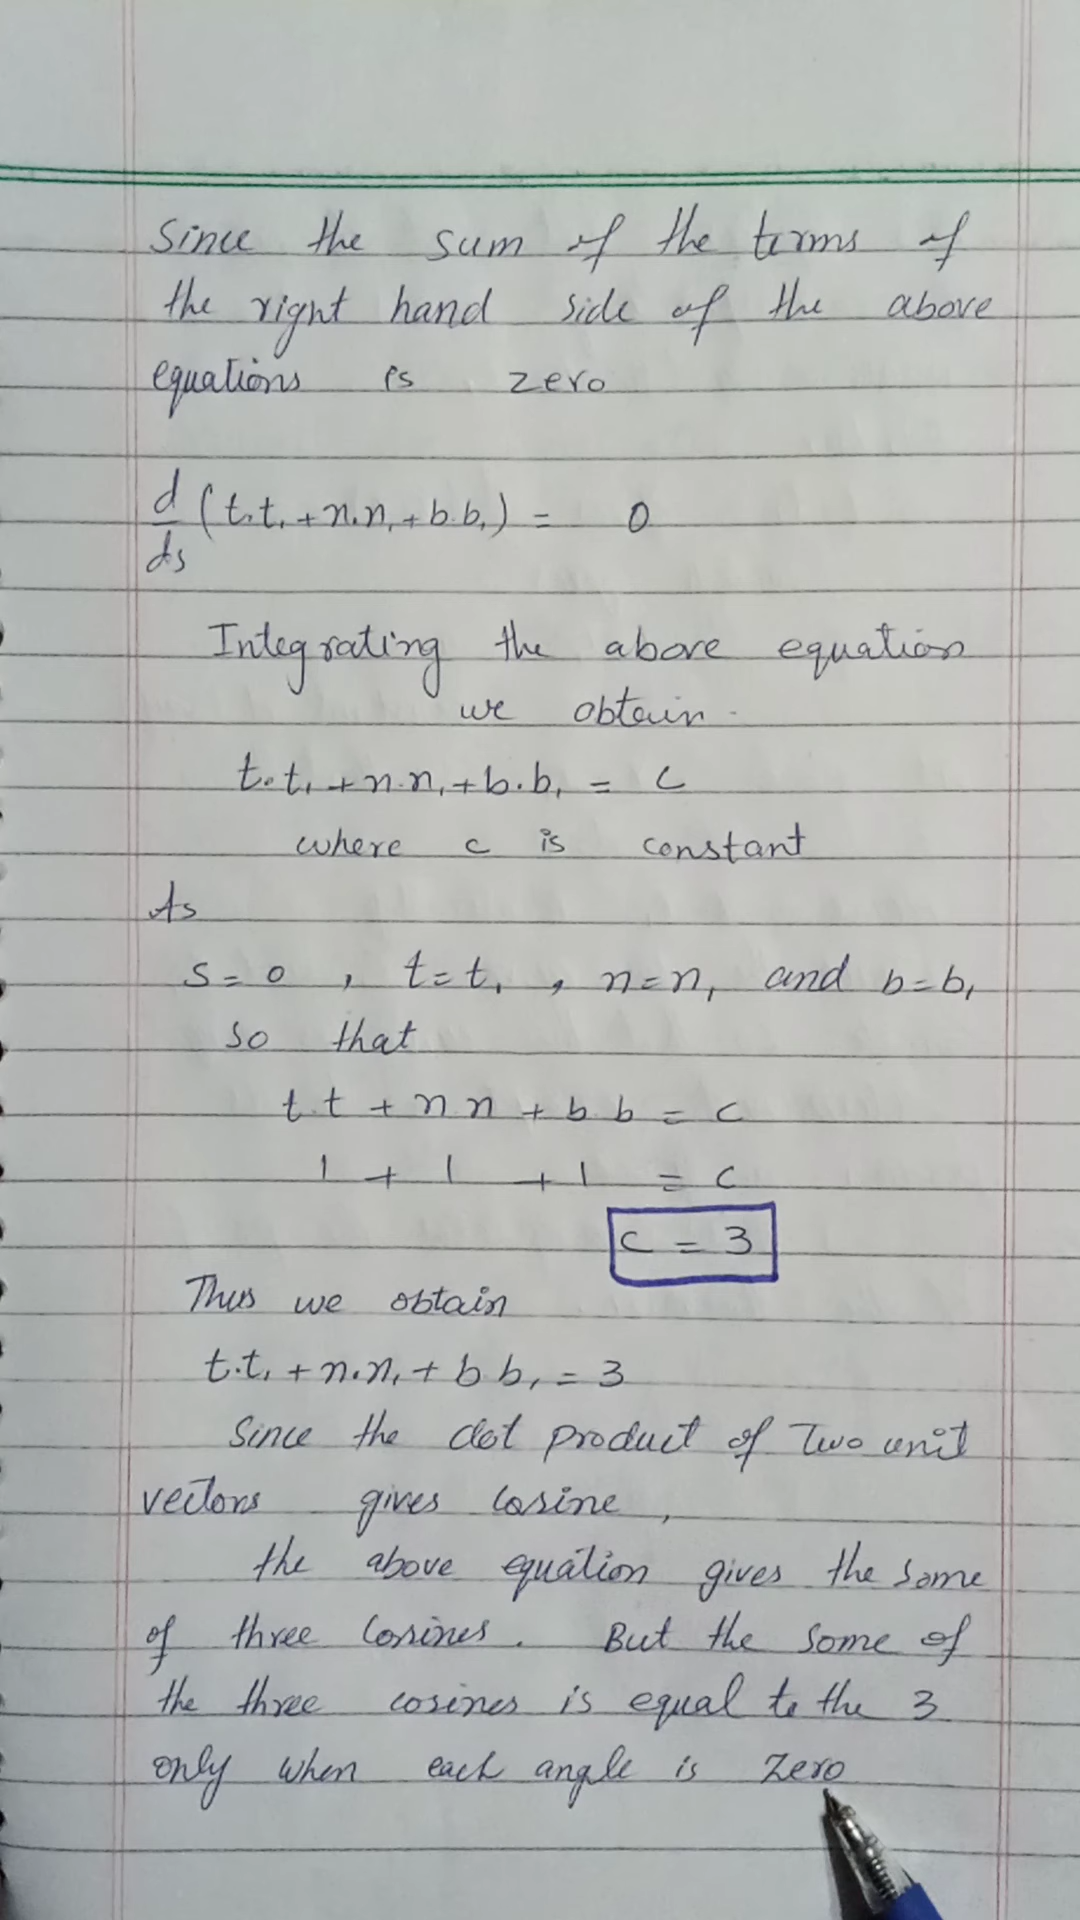 Since the sum of the terms of
the right hand side of the above
equations is zero
d/ds (t.t₁ + n.n₁ + b.b₁) = 0
Integrating the above equation
we obtain.
t.t₁ + n.n₁ + b.b₁ = c
where c is constant
As
s = 0 , t = t₁ , n = n₁ and b = b₁
so that
t.t + n.n + b.b = c
1 + 1 + 1 = c
c = 3
Thus we obtain
t.t₁ + n.n₁ + b b₁ = 3
Since the dot product of Two unit
vectors gives cosine,
the above equation gives the some
of three Cosines. But the some of
the three cosines is equal to the 3
only when each angle is zero